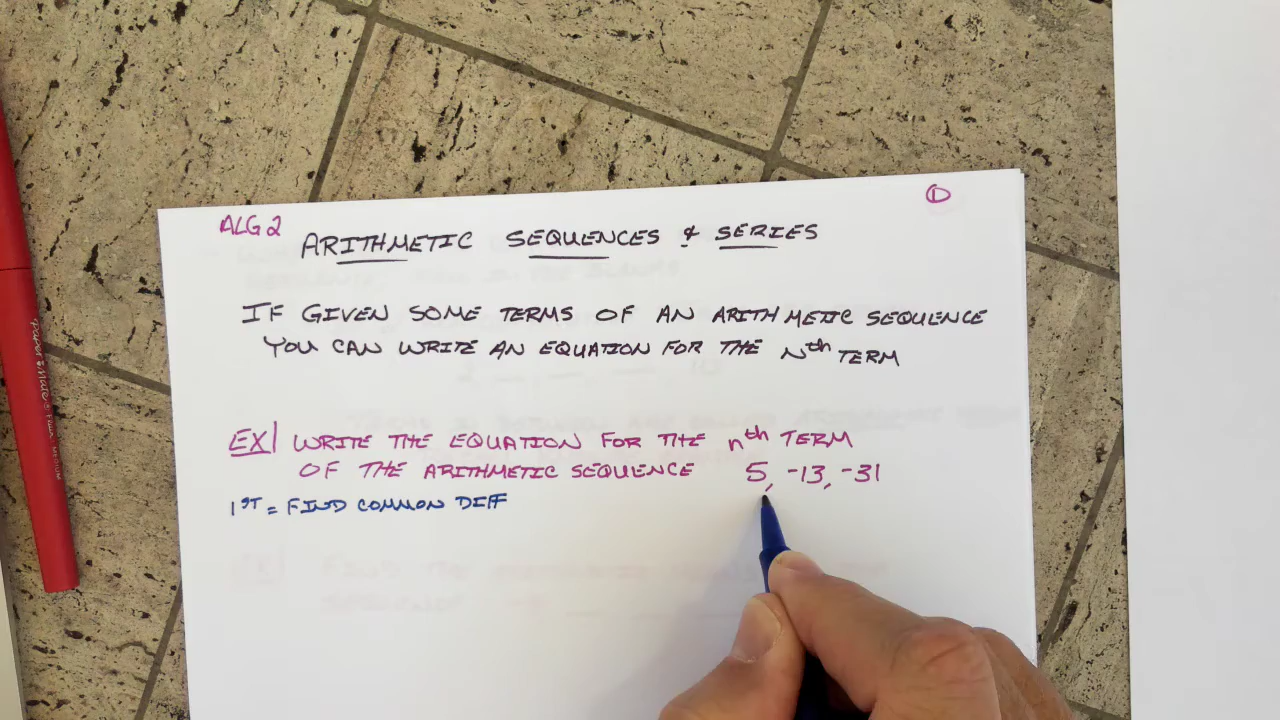 ①
ALG 2
ARITHMETIC SEQUENCES & SERIES
IF GIVEN SOME TERMS OF AN ARITHMETIC SEQUENCE
YOU CAN WRITE AN EQUATION FOR THE Nth TERM
EX| WRITE THE EQUATION FOR THE nth TERM
OF THE ARITHMETIC SEQUENCE 5, -13, -31
1ST = FIND COMMON DIFF